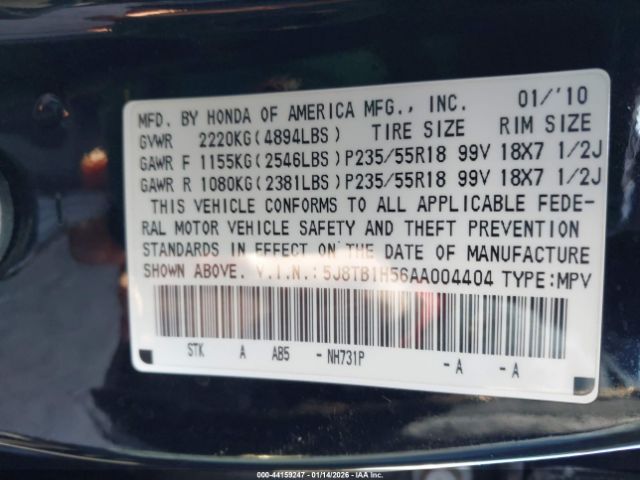 MFD. BY HONDA OF AMERICA MFG., INC. 01/'10
GVWR 2220KG(4894LBS) TIRE SIZE RIM SIZE
GAWR F 1155KG(2546LBS)P235/55R18 99V 18X7 1/2J
GAWR R 1080KG(2381LBS)P235/55R18 99V 18X7 1/2J
THIS VEHICLE CONFORMS TO ALL APPLICABLE FEDE-
RAL MOTOR VEHICLE SAFETY AND THEFT PREVENTION
STANDARDS IN EFFECT ON THE DATE OF MANUFACTURE
SHOWN ABOVE. V.I.N.:5J8TB1H56AA004404 TYPE:MPV
STK A AB5 - NH731P - A - A
000-44159247 - 01/14/2026 - IAA Inc.